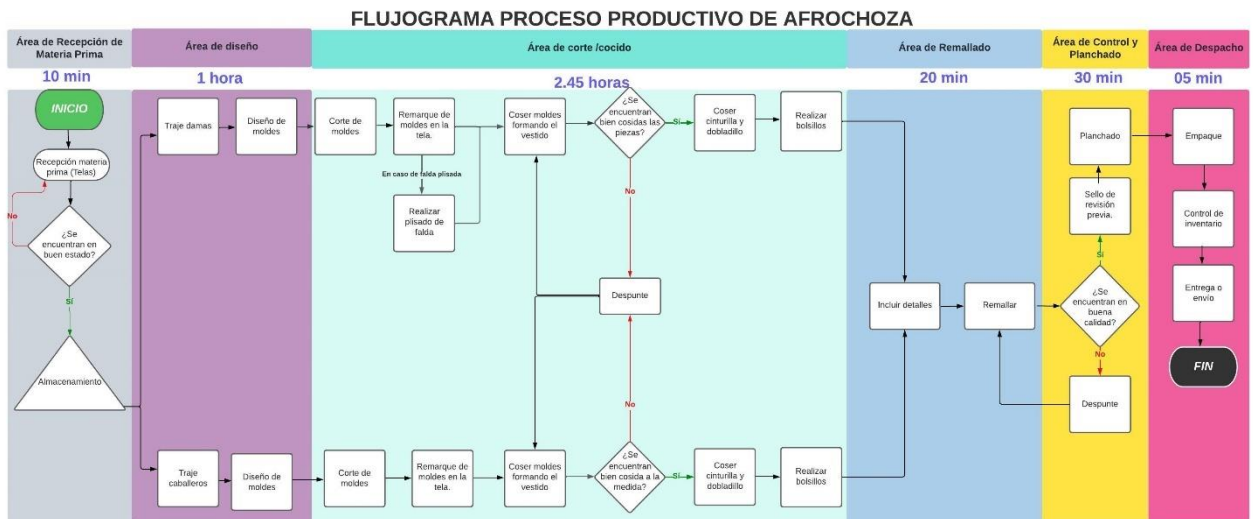 FLUJOGRAMA PROCESO PRODUCTIVO DE AFROCHOZA
Área de Recepción de
Materia Prima
Área de diseño
Área de corte /cocido
Área de Remallado
Área de Control y
Planchado
Área de Despacho
10 min
1 hora
2.45 horas
20 min
30 min
05 min
INICIO
Recepción materia
prima (Telas)
No
¿Se
encuentran en
buen estado?
Sí
Almacenamiento
Traje damas
Diseño de
moldes
Corte de
moldes
Remarque de
moldes en la
tela.
En caso de falda plisada
Realizar
plisado de
falda
Coser moldes
formando el
vestido
¿Se
encuentran
bien cosidas las
piezas?
Sí
No
Coser
cinturilla y
dobladillo
Realizar
bolsillos
Despunte
No
Traje
caballeros
Diseño de
moldes
Corte de
moldes
Remarque de
moldes en la
tela.
Coser moldes
formando el
vestido
¿Se
encuentran
bien cosida a la
medida?
Sí
Coser
cinturilla y
dobladillo
Realizar
bolsillos
Incluir detalles
Remallar
Planchado
Sello de
revisión
previa.
Sí
¿Se
encuentran en
buena
calidad?
No
Despunte
Empaque
Control de
inventario
Entrega o
envío
FIN